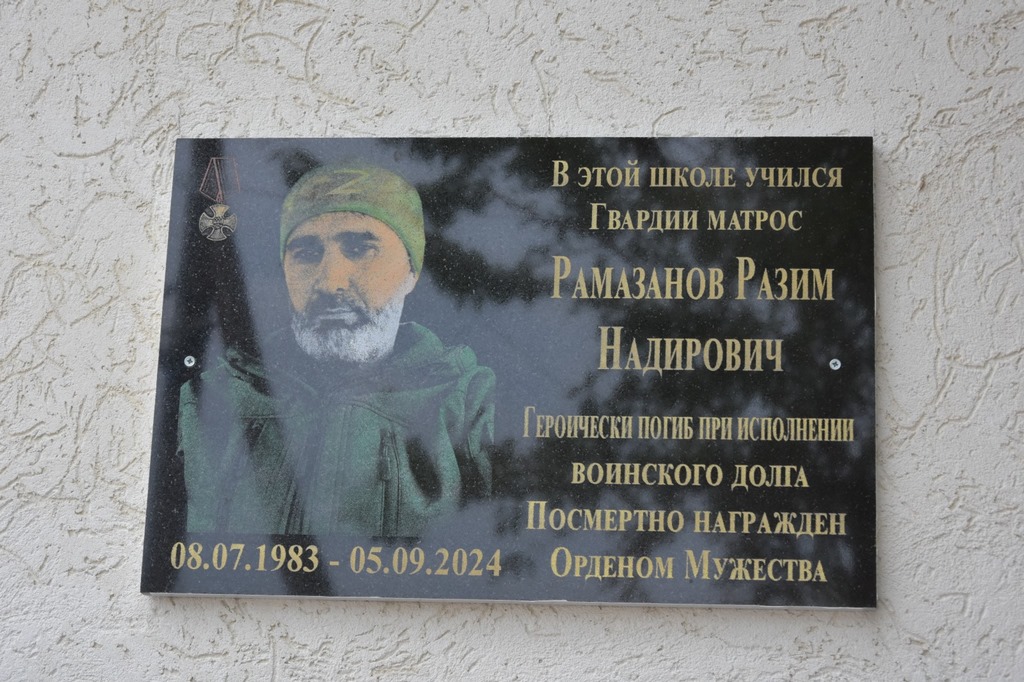 В этой школе учился
Гвардии матрос
Рамазанов Разим
Надирович
Героически погиб при исполнении
воинского долга
Посмертно награжден
Орденом Мужества
08.07.1983 - 05.09.2024